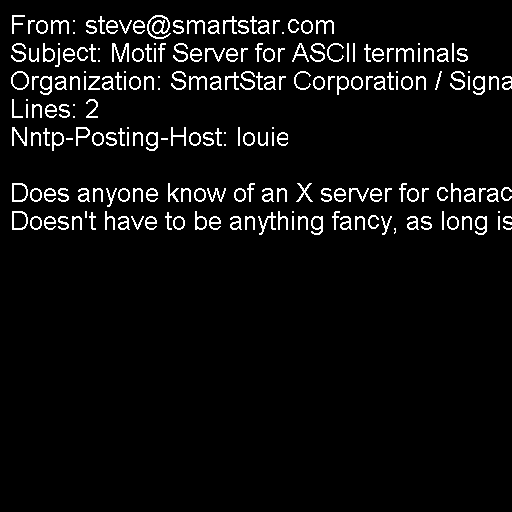 From: steve@smartstar.com
Subject: Motif Server for ASCII terminals
Organization: SmartStar Corporation / Signa
Lines: 2
Nntp-Posting-Host: louie

Does anyone know of an X server for charac
Doesn't have to be anything fancy, as long is